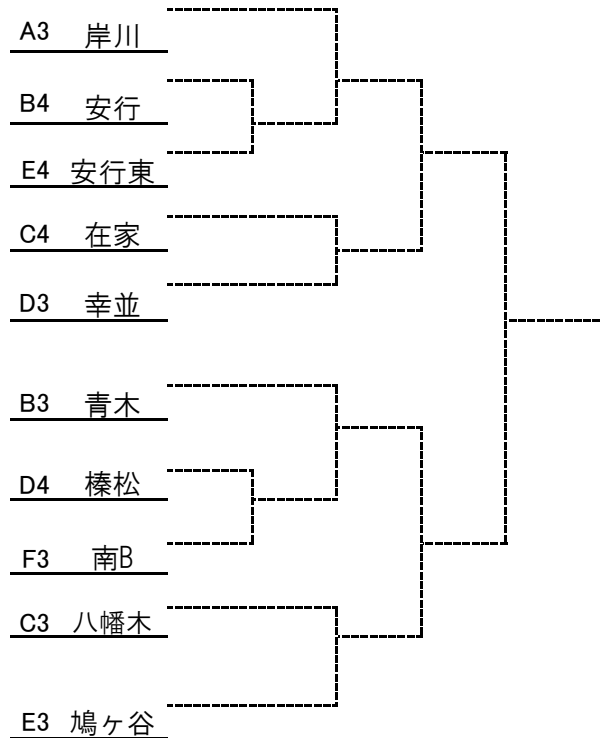 A3 岸川
B4 安行
E4 安行東
C4 在家
D3 幸並
B3 青木
D4 榛松
F3 南B
C3 八幡木
E3 鳩ヶ谷